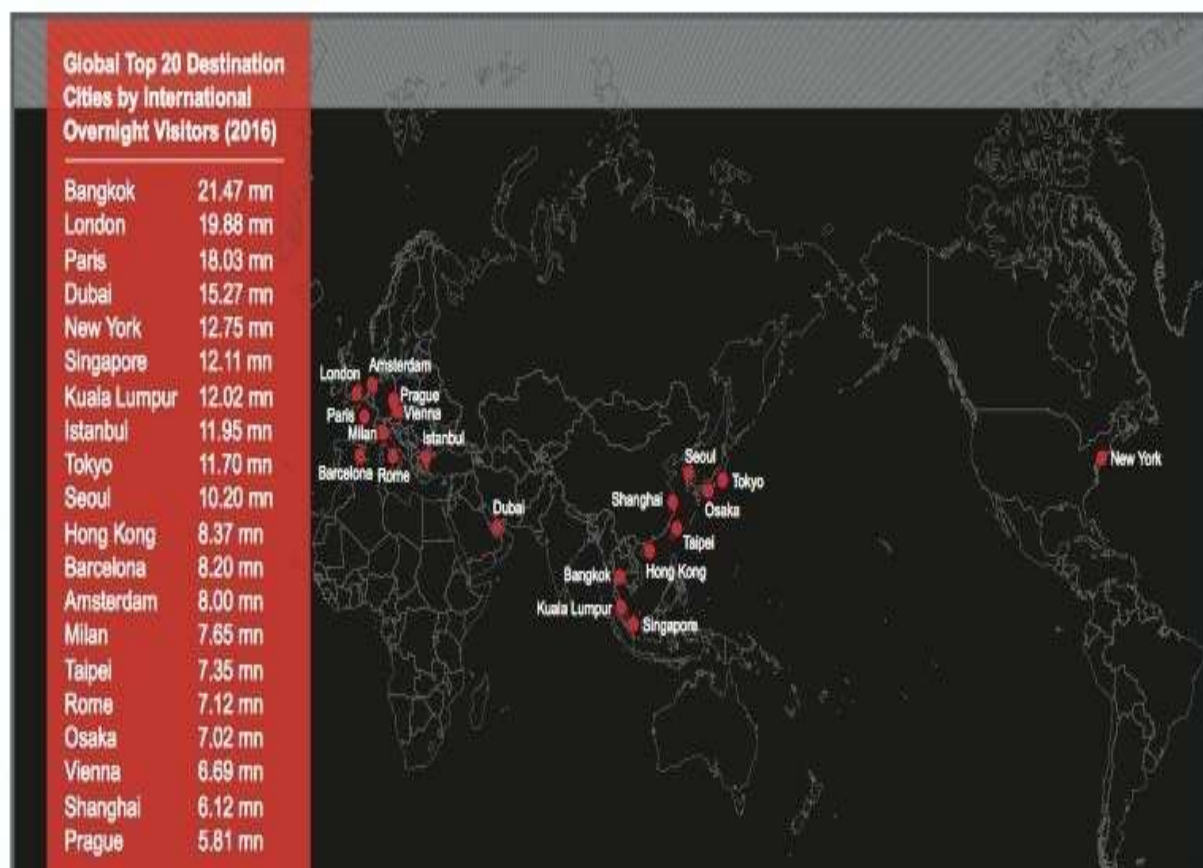 Global Top 20 Destination
Cities by International
Overnight Visitors (2016)
Bangkok 21.47 mn
London 19.88 mn
Paris 18.03 mn
Dubai 15.27 mn
New York 12.75 mn
Singapore 12.11 mn
Kuala Lumpur 12.02 mn
Istanbul 11.95 mn
Tokyo 11.70 mn
Seoul 10.20 mn
Hong Kong 8.37 mn
Barcelona 8.20 mn
Amsterdam 8.00 mn
Milan 7.65 mn
Taipei 7.35 mn
Rome 7.12 mn
Osaka 7.02 mn
Vienna 6.69 mn
Shanghai 6.12 mn
Prague 5.81 mn
Amsterdam
London
Prague
Vienna
Paris
Milan
Istanbul
Barcelona
Rome
Dubai
Seoul
Tokyo
Shanghai
Osaka
Taipei
Hong Kong
Bangkok
Kuala Lumpur
Singapore
New York